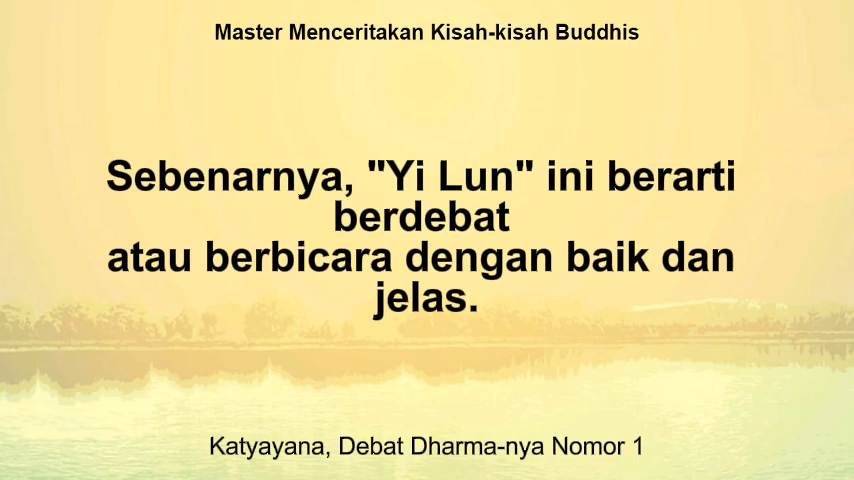 Master Menceritakan Kisah-kisah Buddhis
Sebenarnya, "Yi Lun" ini berarti
berdebat
atau berbicara dengan baik dan
jelas.
Katyayana, Debat Dharma-nya Nomor 1